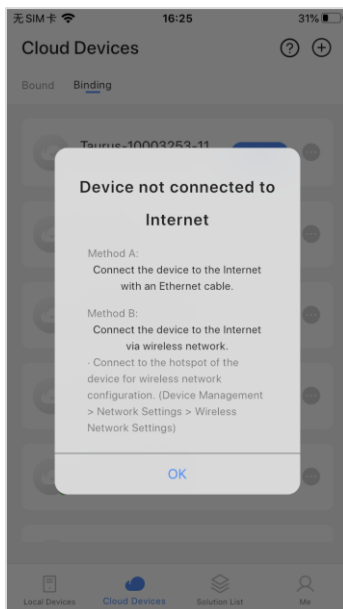 无SIM卡 16:25 31%
Cloud Devices
Bound Binding
Taurus-10003253-11
Device not connected to
Internet
Method A:
Connect the device to the Internet
with an Ethernet cable.
Method B:
Connect the device to the Internet
via wireless network.
- Connect to the hotspot of the
device for wireless network
configuration. (Device Management
> Network Settings > Wireless
Network Settings)
OK
Local Devices Cloud Devices Solution List Me